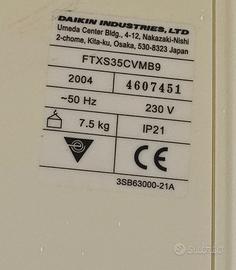 DAIKIN INDUSTRIES, LTD
Umeda Center Bldg., 4-12, Nakazaki-Nishi
2-chome, Kita-ku, Osaka, 530-8323 Japan
FTXS35CVMB9
2004 4607451
~50 Hz 230 V
7.5 kg IP21
CE
3SB63000-21A
SUBITO